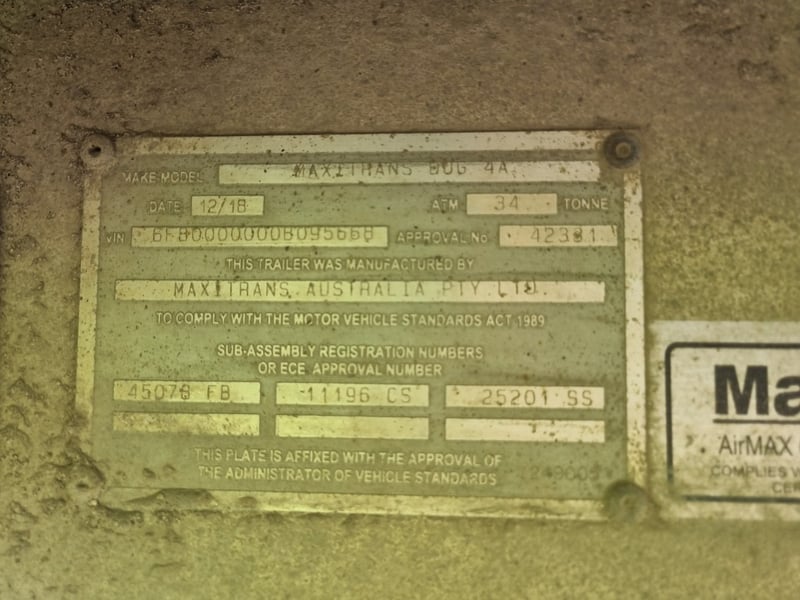 MAKE-MODEL MAXITRANS DOG 4A
DATE 12/18 ATM 34 TONNE
VIN APPROVAL No 42381
THIS TRAILER WAS MANUFACTURED BY
MAXITRANS AUSTRALIA PTY LTD.
TO COMPLY WITH THE MOTOR VEHICLE STANDARDS ACT 1989
SUB-ASSEMBLY REGISTRATION NUMBERS
OR ECE APPROVAL NUMBER
45078 FB 11196 CS 25201 SS
THIS PLATE IS AFFIXED WITH THE APPROVAL OF
THE ADMINISTRATOR OF VEHICLE STANDARDS
Ma
AirMAX
COMPLIES
CER